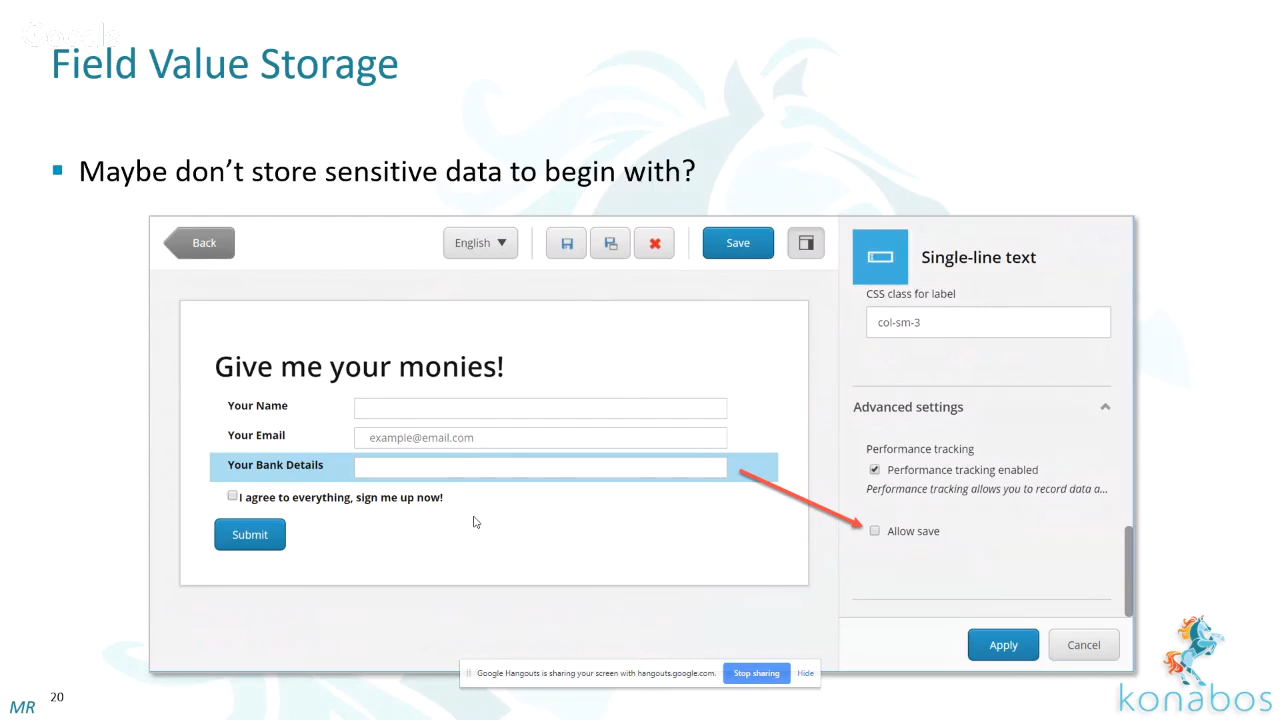 Google
Field Value Storage
Maybe don't store sensitive data to begin with?
Back
English
Save
Single-line text
CSS class for label
col-sm-3
Give me your monies!
Your Name
Your Email
example@email.com
Your Bank Details
I agree to everything, sign me up now!
Submit
Advanced settings
Performance tracking
Performance tracking enabled
Performance tracking allows you to record data a...
Allow save
Apply
Cancel
Google Hangouts is sharing your screen with hangouts.google.com.
Stop sharing
Hide
MR
20
konabos